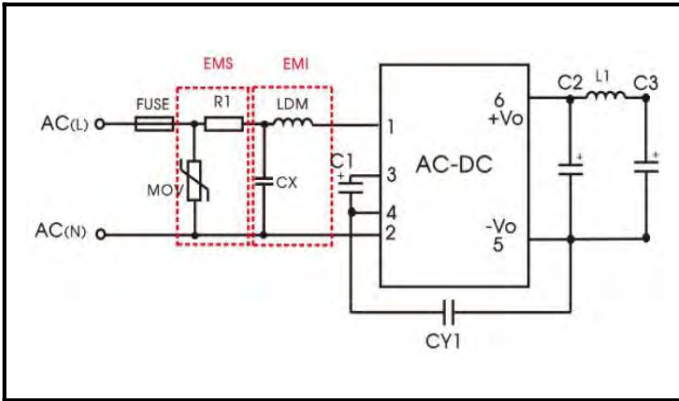 EMS
EMI
FUSE
R1
LDM
C2
L1
C3
AC(L)
6
+Vo
1
C1
+
3
AC-DC
+
+
MOV
CX
4
AC(N)
2
-Vo
5
CY1